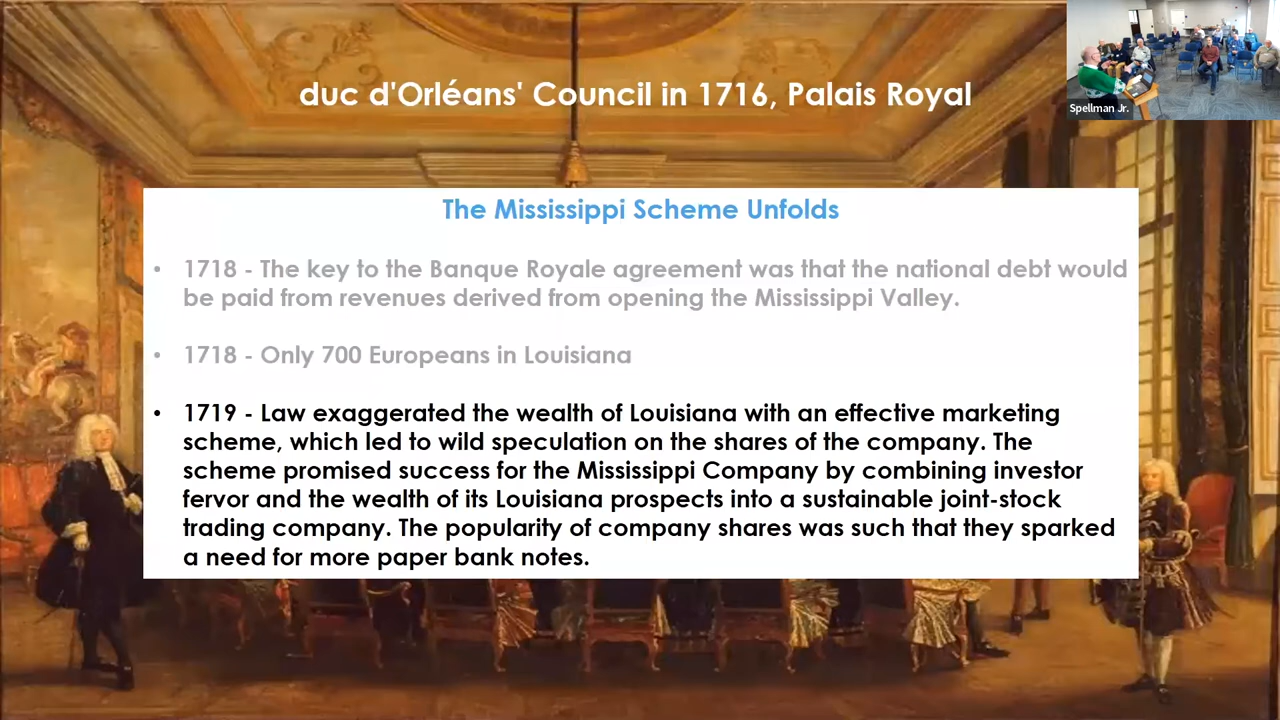 duc d'Orléans' Council in 1716, Palais Royal
Spellman Jr.
The Mississippi Scheme Unfolds
• 1718 - The key to the Banque Royale agreement was that the national debt would
be paid from revenues derived from opening the Mississippi Valley.
• 1718 - Only 700 Europeans in Louisiana
• 1719 - Law exaggerated the wealth of Louisiana with an effective marketing
scheme, which led to wild speculation on the shares of the company. The
scheme promised success for the Mississippi Company by combining investor
fervor and the wealth of its Louisiana prospects into a sustainable joint-stock
trading company. The popularity of company shares was such that they sparked
a need for more paper bank notes.